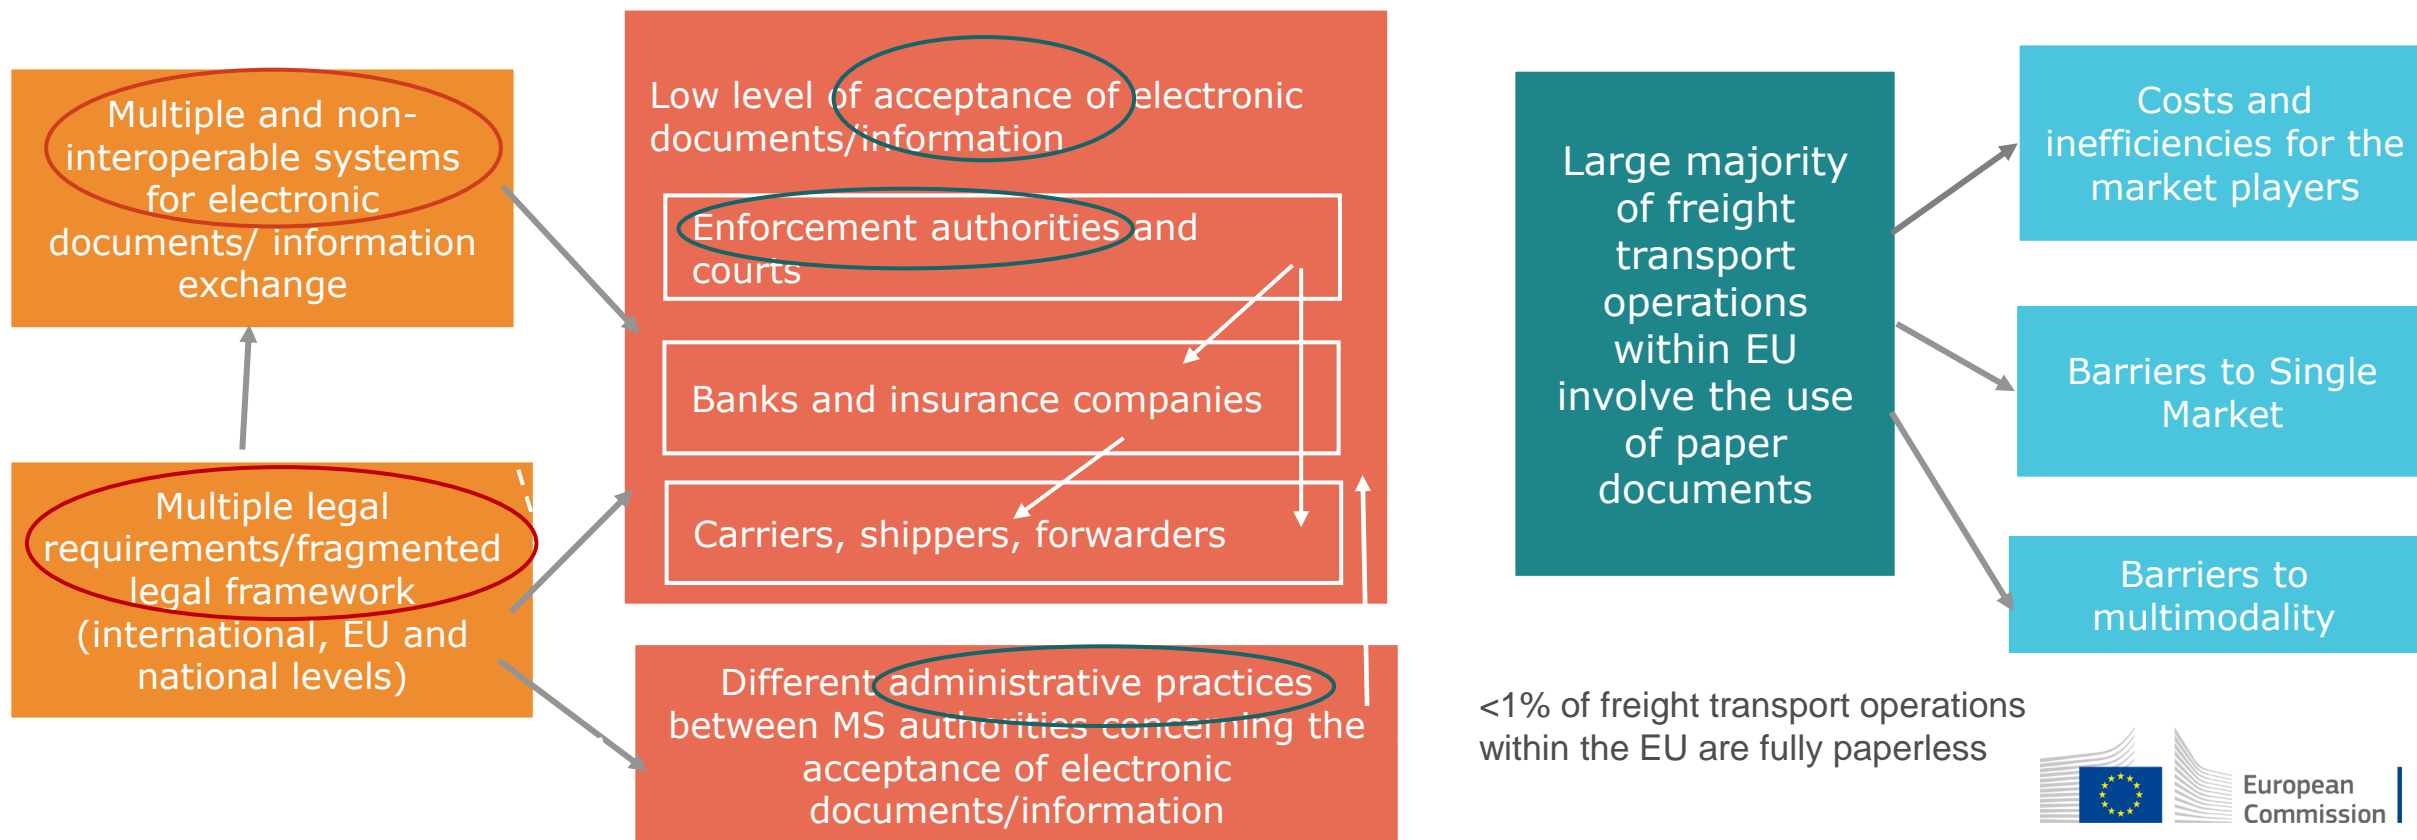 Multiple and non-
interoperable systems
for electronic
documents/ information
exchange
Multiple legal
requirements/fragmented
legal framework
(international, EU and
national levels)
Low level of acceptance of electronic
documents/information
Enforcement authorities and
courts
Banks and insurance companies
Carriers, shippers, forwarders
Different administrative practices
between MS authorities concerning the
acceptance of electronic
documents/information
Large majority
of freight
transport
operations
within EU
involve the use
of paper
documents
Costs and
inefficiencies for the
market players
Barriers to Single
Market
Barriers to
multimodality
<1% of freight transport operations
within the EU are fully paperless
European
Commission